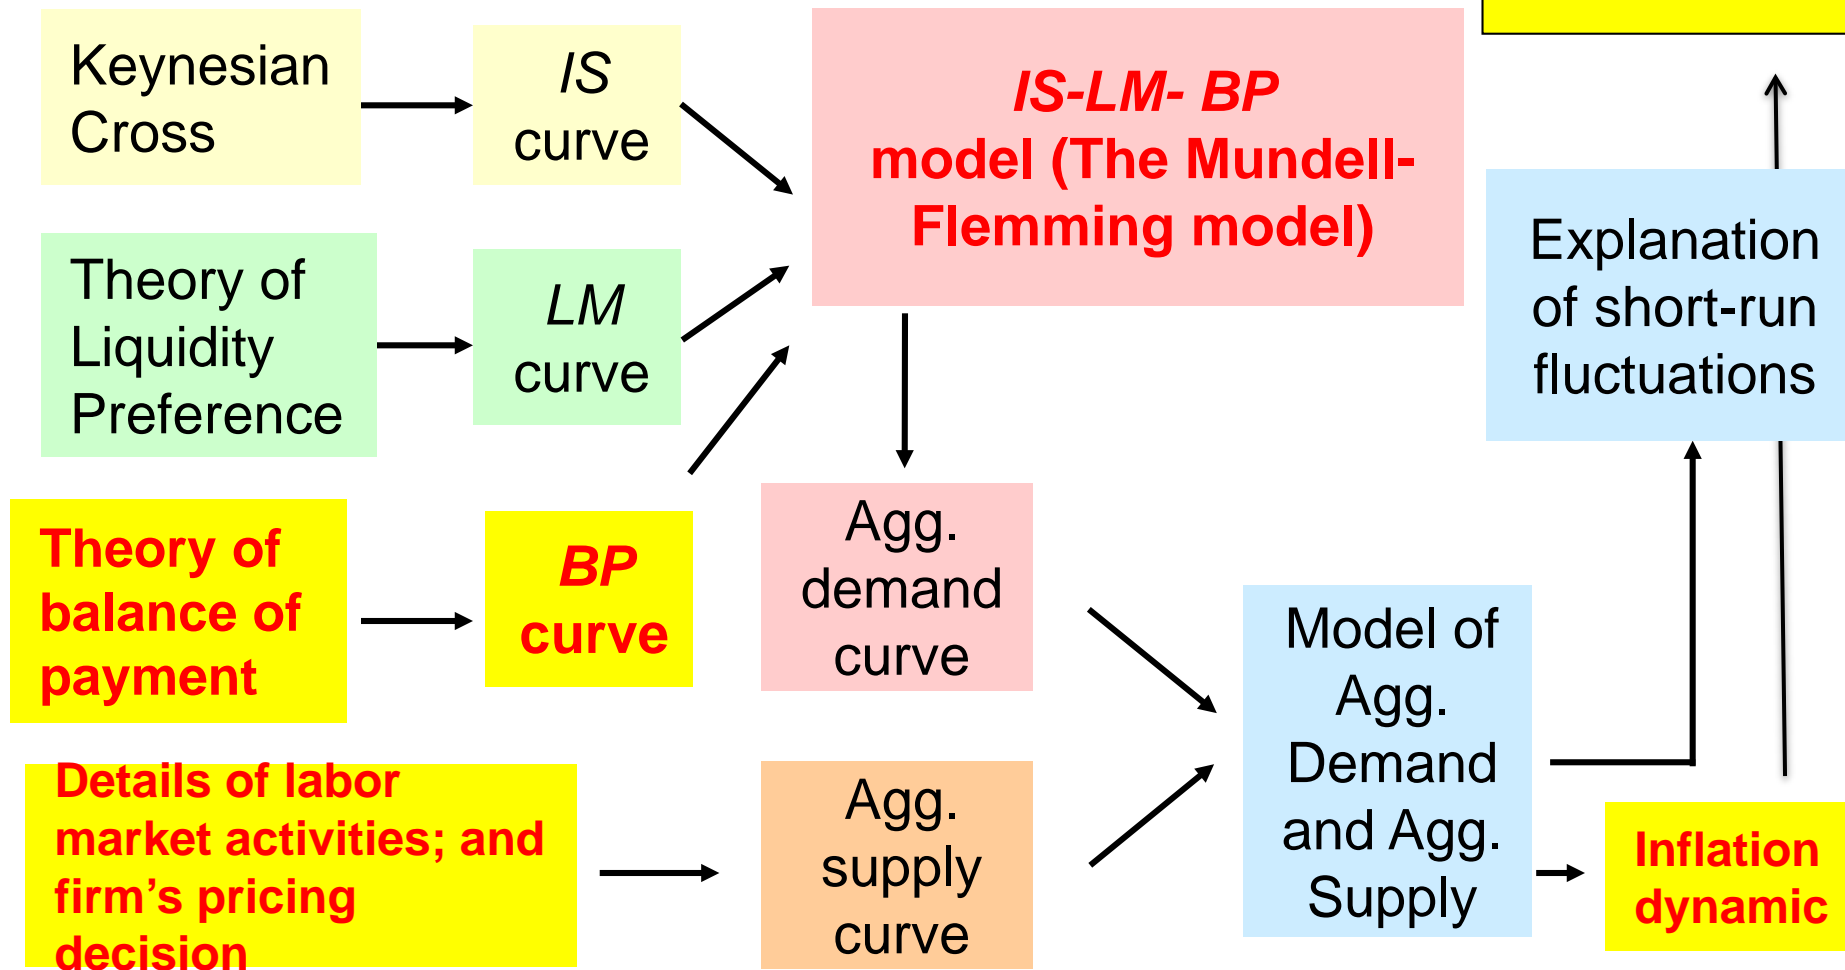 Keynesian
Cross
IS
curve
IS-LM- BP
model (The Mundell-
Flemming model)
Theory of
Liquidity
Preference
LM
curve
Explanation
of short-run
fluctuations
Theory of
balance of
payment
BP
curve
Agg.
demand
curve
Model of
Agg.
Demand
and Agg.
Supply
Details of labor
market activities; and
firm’s pricing
decision
Agg.
supply
curve
Inflation
dynamic